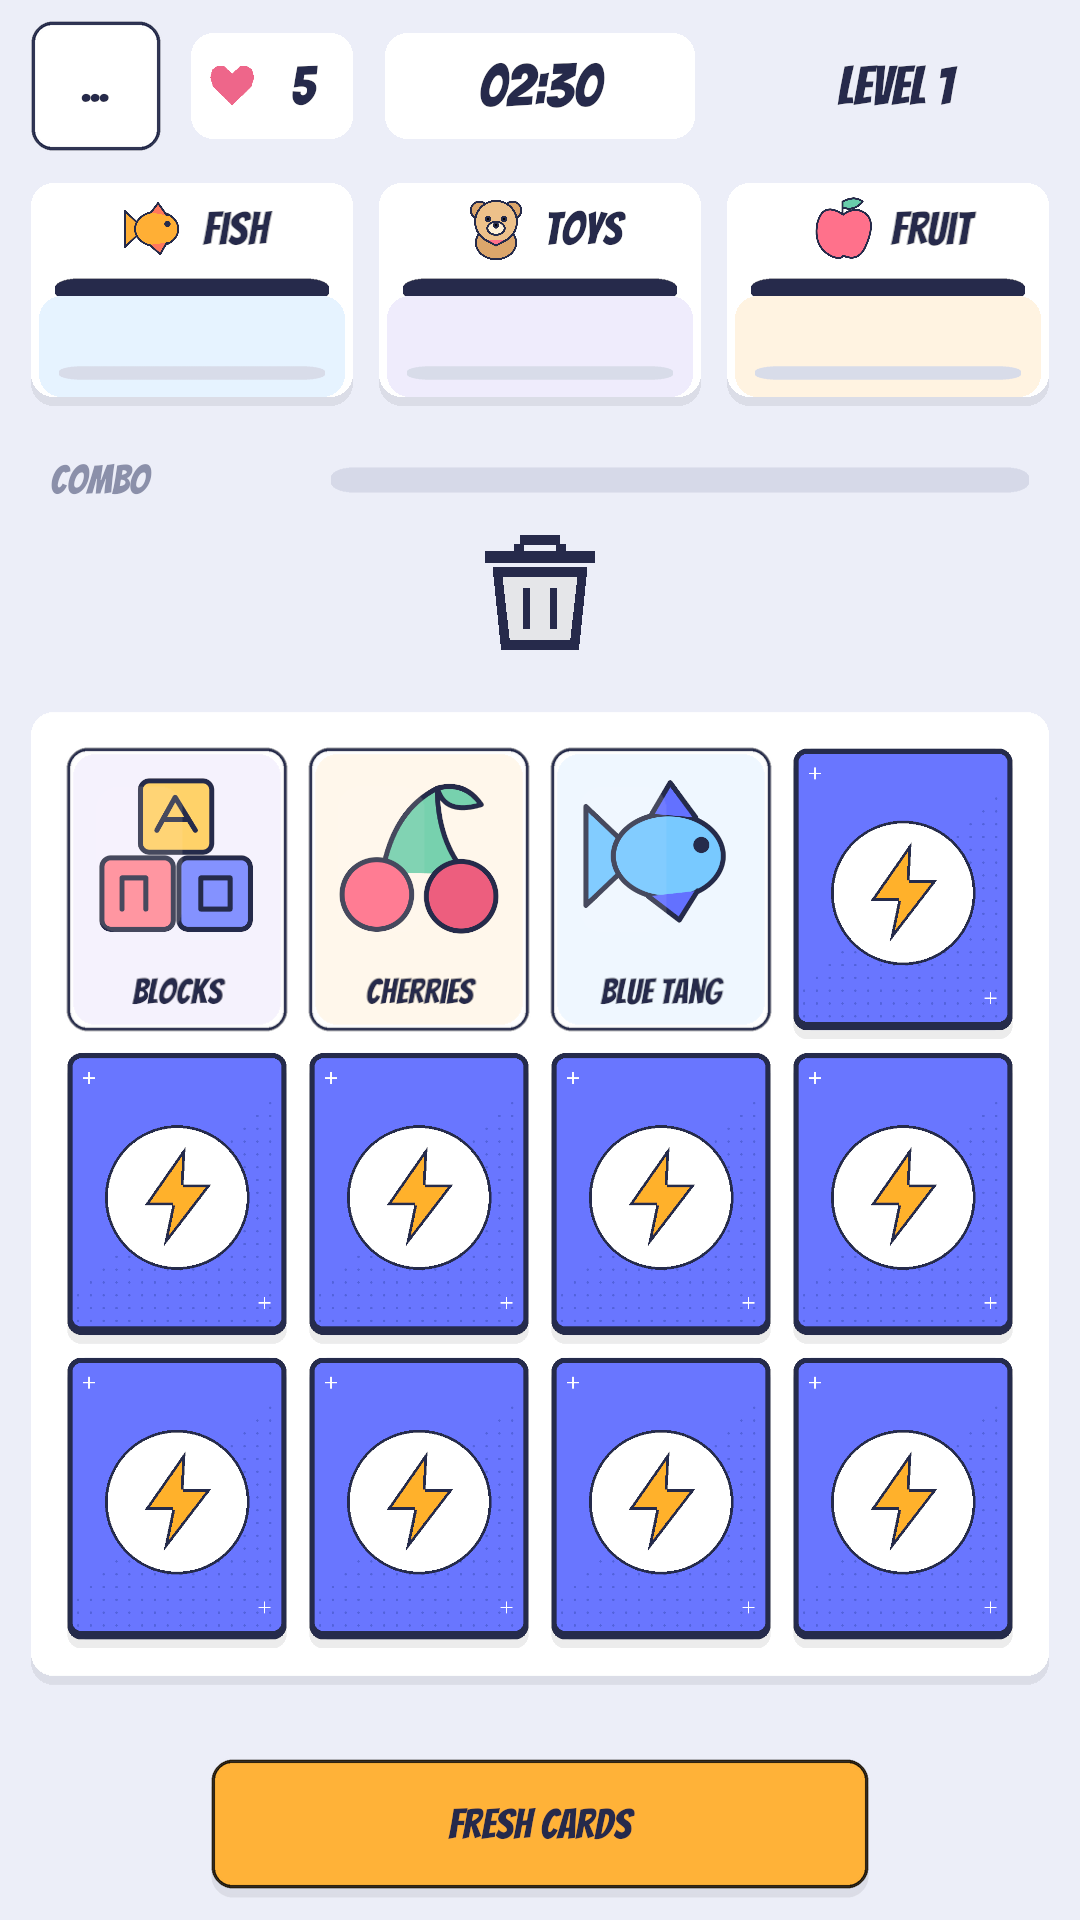 ...
5
02:30
LEVEL 1
FISH
TOYS
FRUIT
COMBO
A
BLOCKS
CHERRIES
BLUE TANG
FRESH CARDS